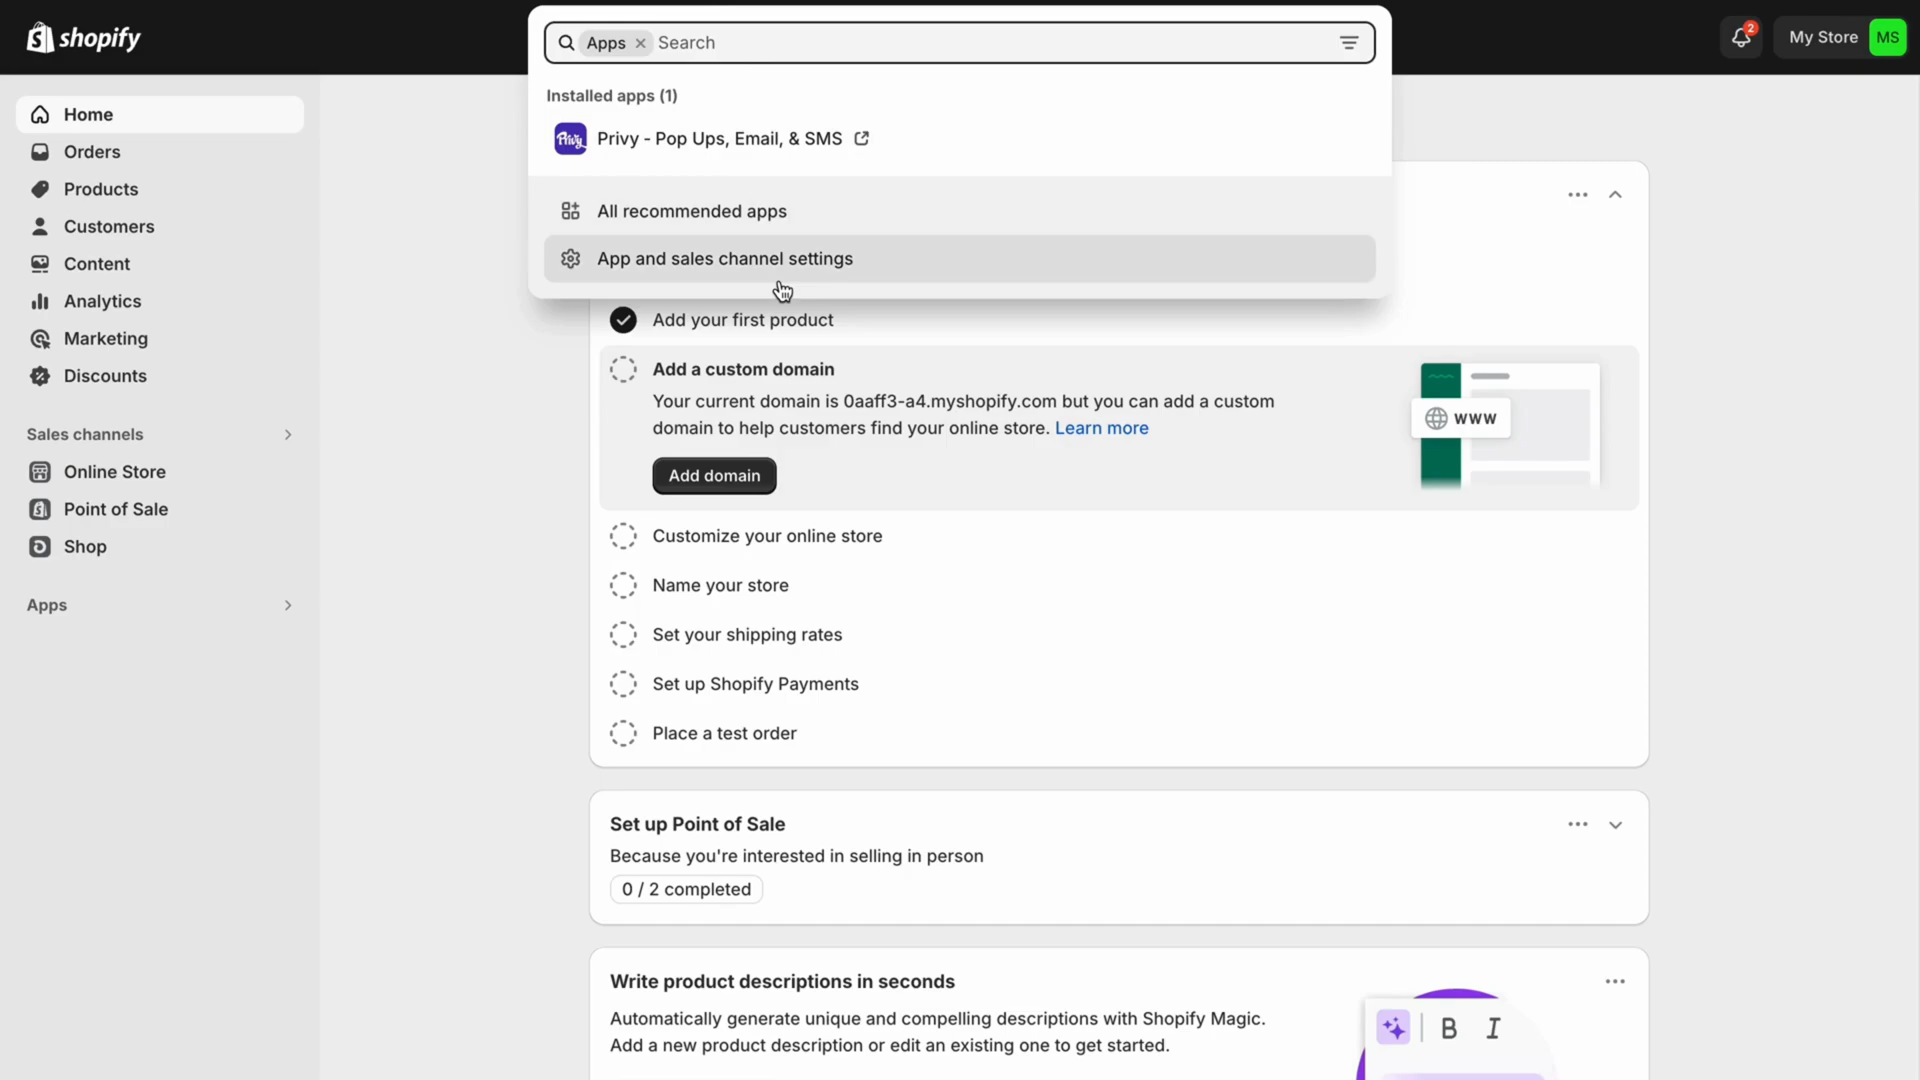 shopify
Apps Search
2
My Store MS
Installed apps (1)
Privy
Privy - Pop Ups, Email, & SMS
All recommended apps
App and sales channel settings
Home
Orders
Products
Customers
Content
Analytics
Marketing
Discounts
Sales channels
Online Store
Point of Sale
Shop
Apps
Add your first product
Add a custom domain
Your current domain is 0aaff3-a4.myshopify.com but you can add a custom
domain to help customers find your online store. Learn more
Add domain
www
Customize your online store
Name your store
Set your shipping rates
Set up Shopify Payments
Place a test order
Set up Point of Sale
Because you're interested in selling in person
0 / 2 completed
Write product descriptions in seconds
Automatically generate unique and compelling descriptions with Shopify Magic.
Add a new product description or edit an existing one to get started.
B I